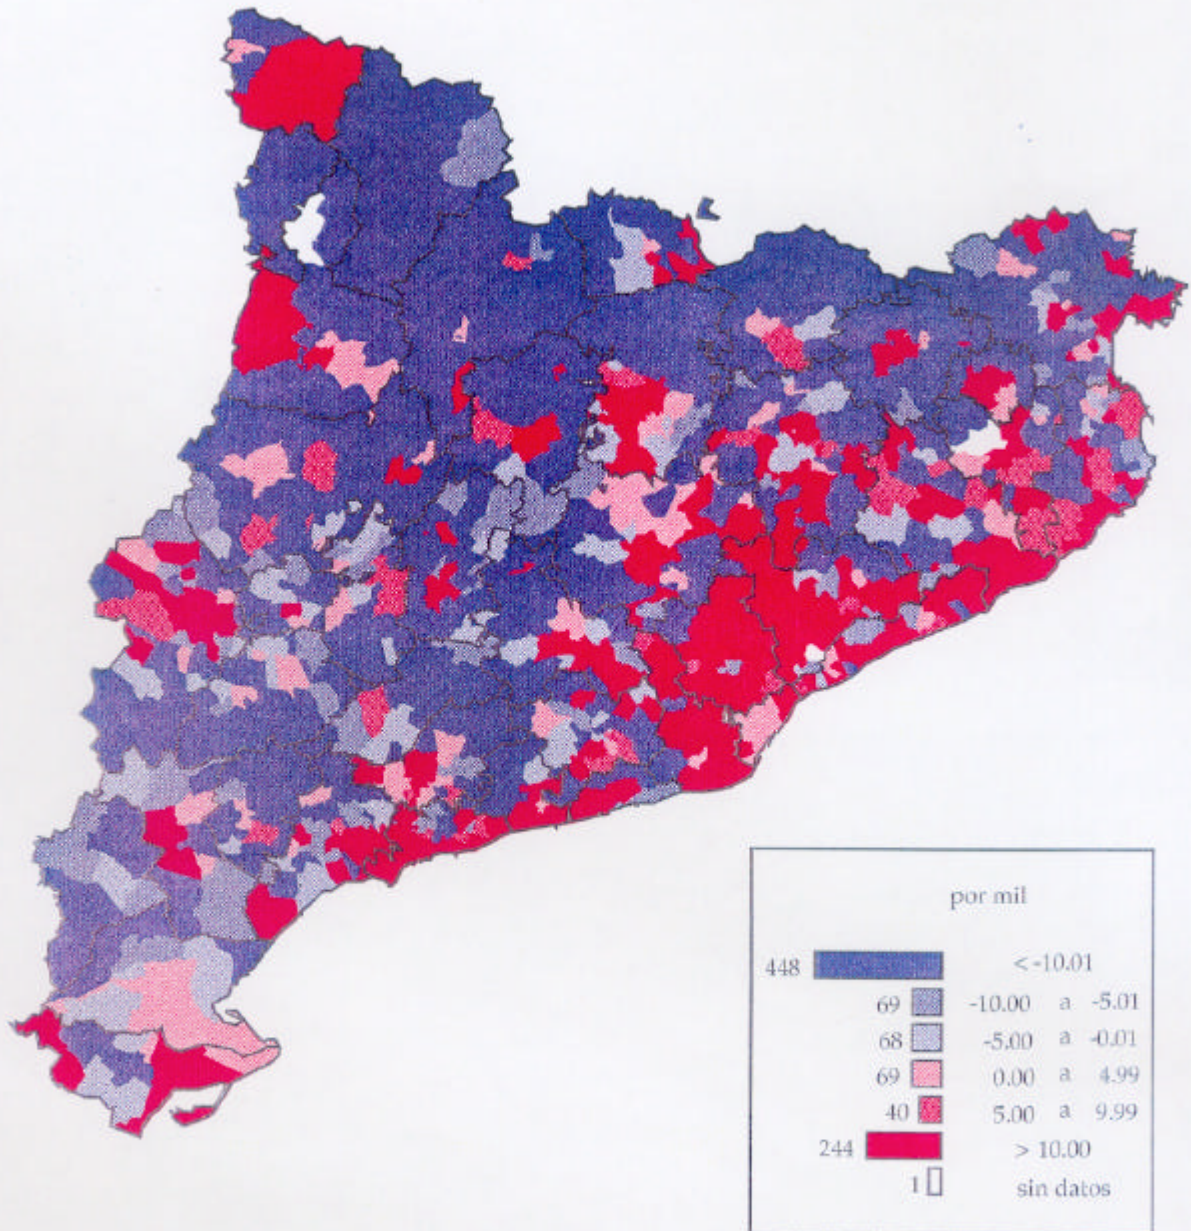 por mil
448 < -10.01
69 -10.00 a -5.01
68 -5.00 a -0.01
69 0.00 a 4.99
40 5.00 a 9.99
244 > 10.00
1 sin datos